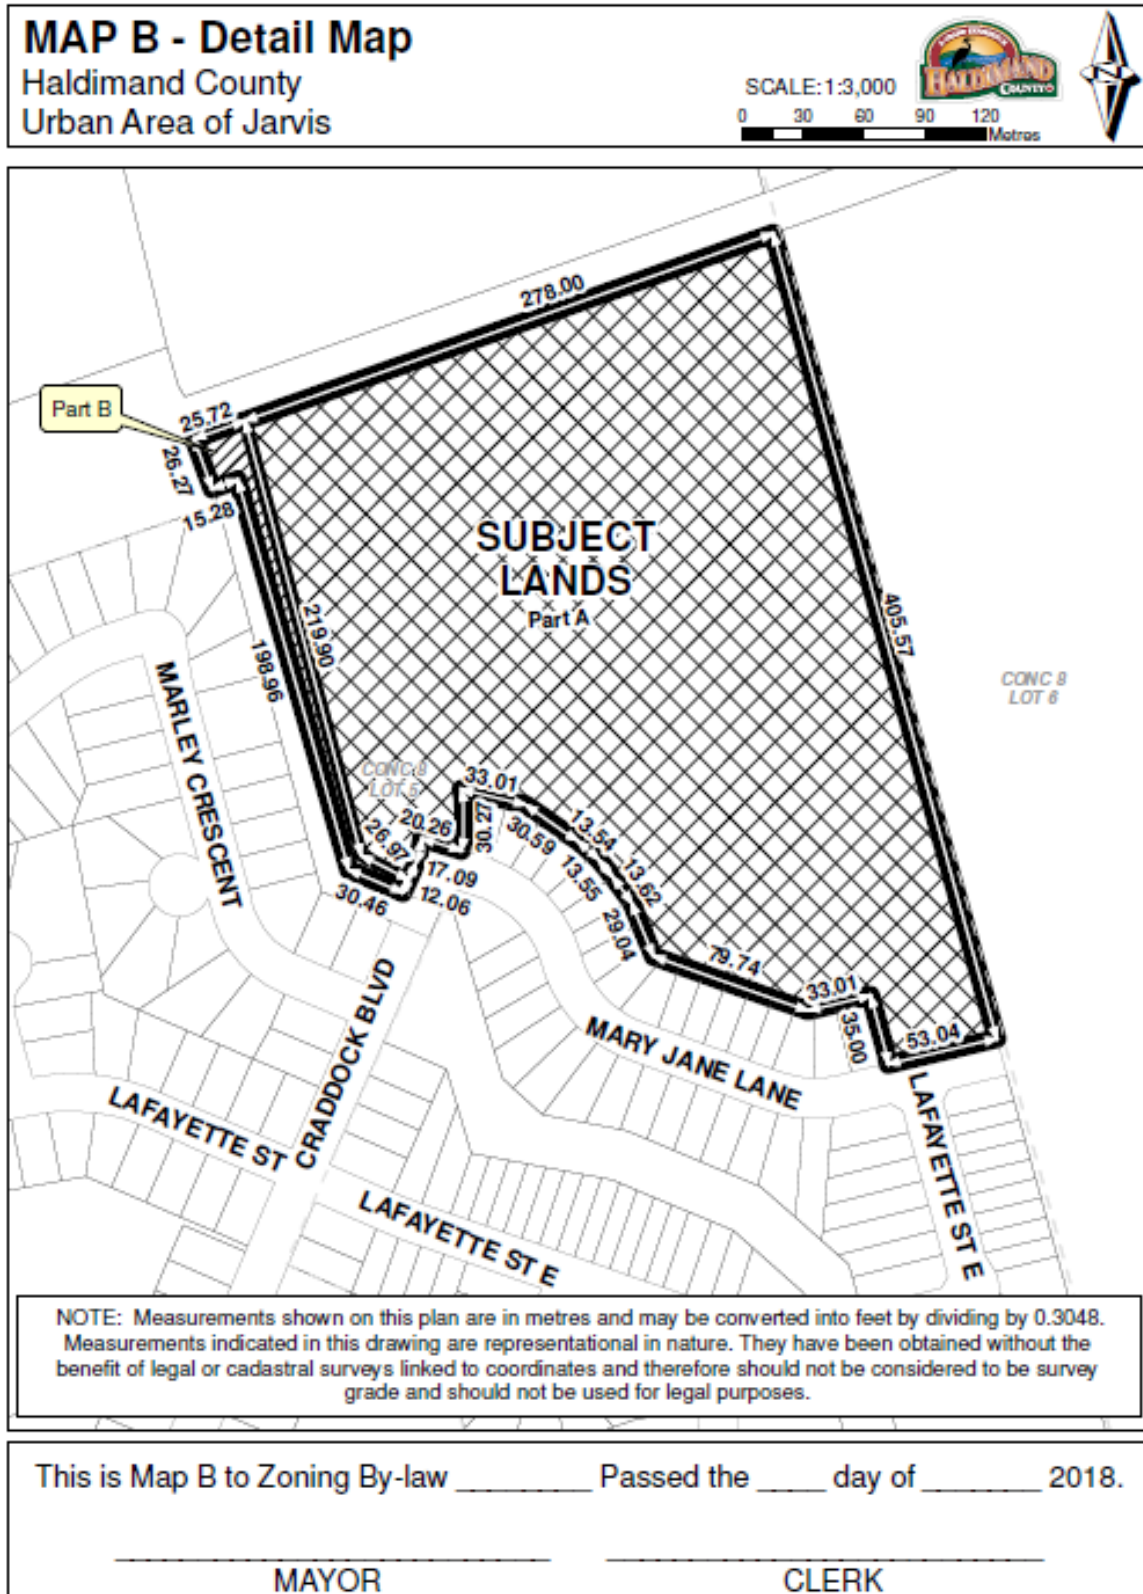 MAP B - Detail Map
Haldimand County
Urban Area of Jarvis
SCALE:1:3,000
0 30 60 90 120
Metres
HALDIMAND
COUNTY
N
278.00
Part B
25.72
26.27
15.28
SUBJECT
LANDS
Part A
219.90
198.96
405.57
CONC 8
LOT 6
MARLEY CRESCENT
CONC 8
LOT 5
33.01
20.26
30.27
30.59
13.54
26.97
17.09
13.55
13.62
30.46
12.06
29.04
79.74
33.01
35.00
53.04
CRADDOCK BLVD
MARY JANE LANE
LAFAYETTE ST
LAFAYETTE ST E
LAFAYETTE ST E
NOTE: Measurements shown on this plan are in metres and may be converted into feet by dividing by 0.3048.
Measurements indicated in this drawing are representational in nature. They have been obtained without the
benefit of legal or cadastral surveys linked to coordinates and therefore should not be considered to be survey
grade and should not be used for legal purposes.
This is Map B to Zoning By-law ________ Passed the ____ day of _______ 2018.
MAYOR
CLERK